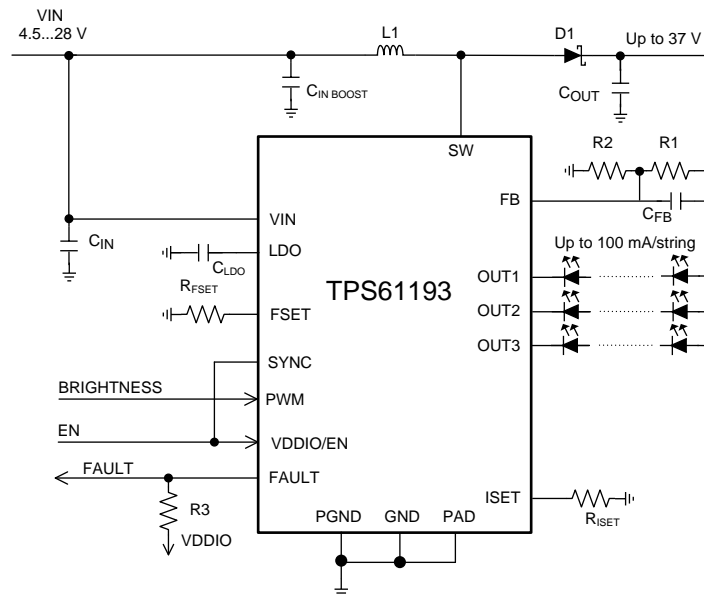 VIN
4.5...28 V
L1
D1
Up to 37 V
CIN BOOST
COUT
SW
R2
R1
FB
CFB
VIN
CIN
LDO
CLDO
Up to 100 mA/string
RFSET
TPS61193
OUT1
FSET
OUT2
OUT3
SYNC
BRIGHTNESS
PWM
EN
VDDIO/EN
FAULT
FAULT
ISET
R3
RISET
PGND
GND
PAD
VDDIO